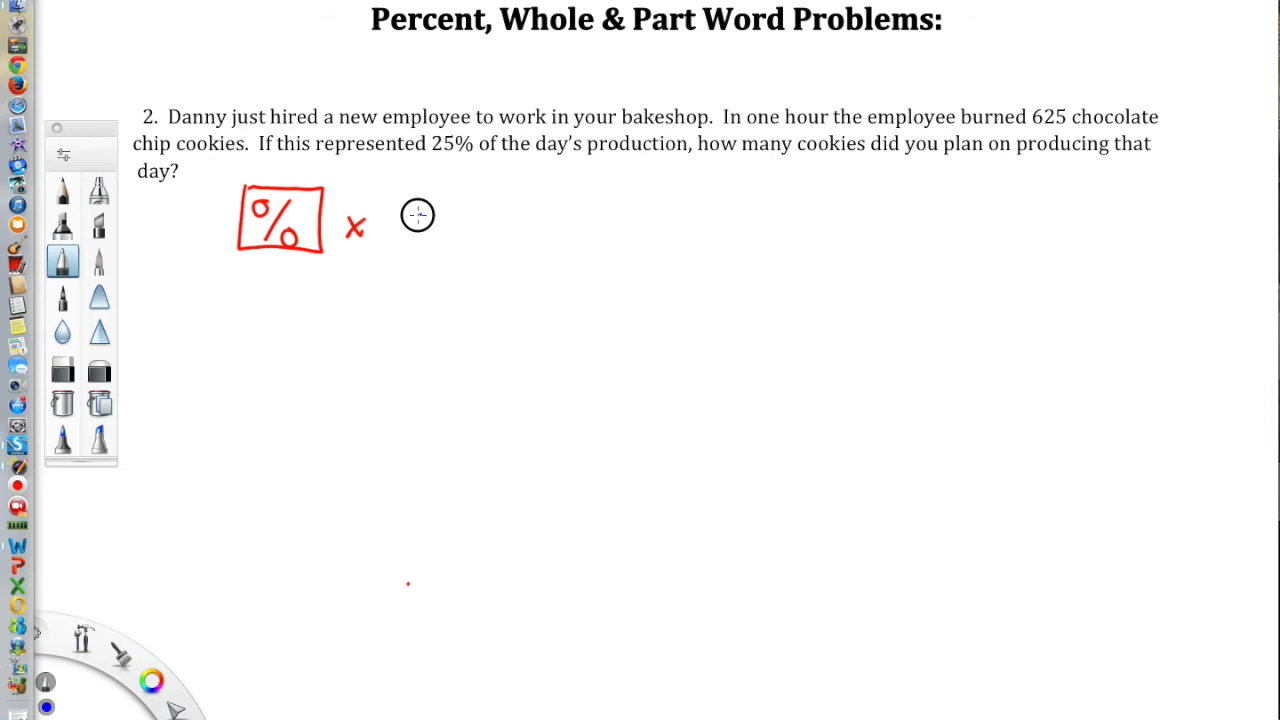 Percent, Whole & Part Word Problems:
2. Danny just hired a new employee to work in your bakeshop. In one hour the employee burned 625 chocolate
chip cookies. If this represented 25% of the day's production, how many cookies did you plan on producing that
day?
% x